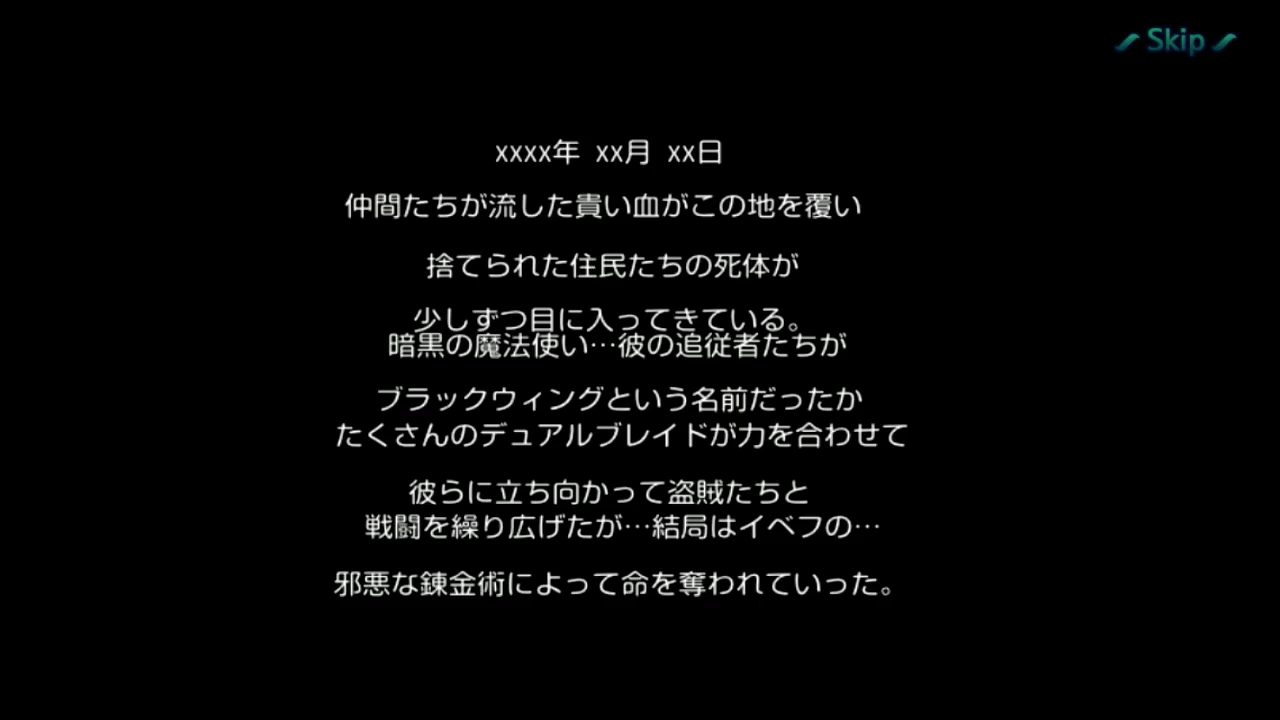 Skip
xxxx年 xx月 xx日
仲間たちが流した貴い血がこの地を覆い
捨てられた住民たちの死体が
少しずつ目に入ってきている。
暗黒の魔法使い…彼の追従者たちが
ブラックウィングという名前だったか
たくさんのデュアルブレイドが力を合わせて
彼らに立ち向かって盗賊たちと
戦闘を繰り広げたが…結局はイベフの…
邪悪な錬金術によって命を奪われていった。